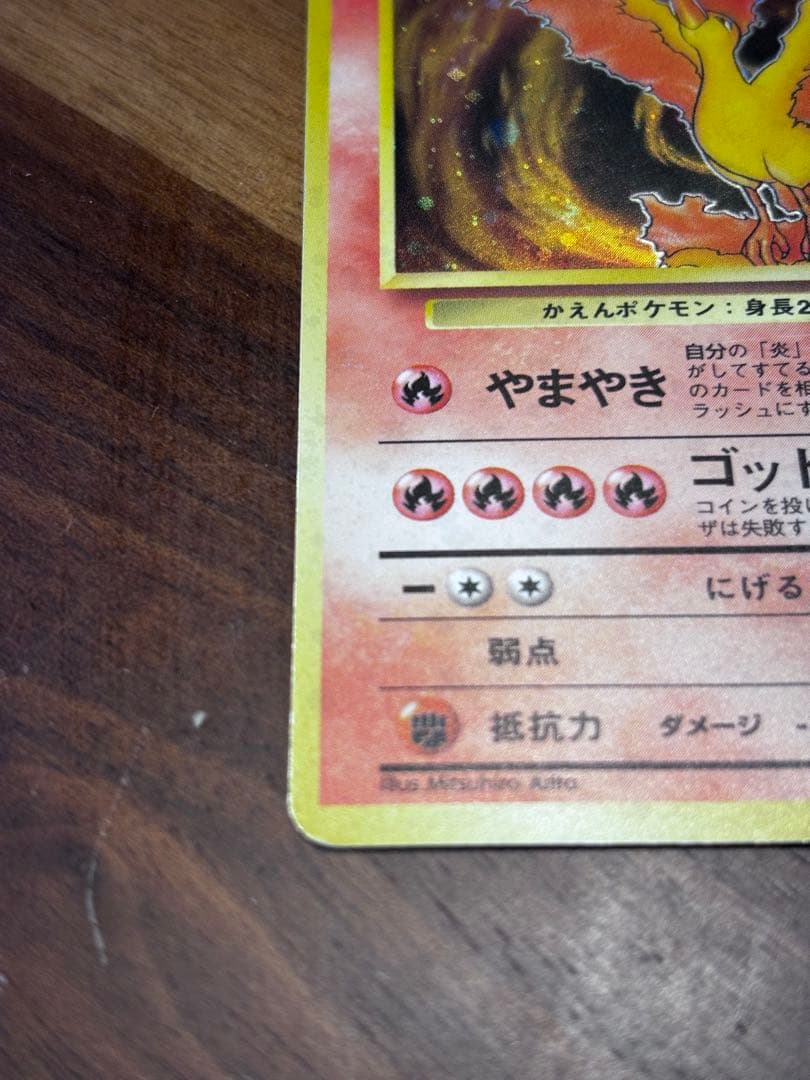 かえんポケモン：身長2
やまやき
自分の「炎」
がしてすてる
のカードを相
ラッシュにす
ゴッド
コインを投い
ザは失敗す
にげる
弱点
抵抗力 ダメージ -
Illus. Mitsuhiro Arita